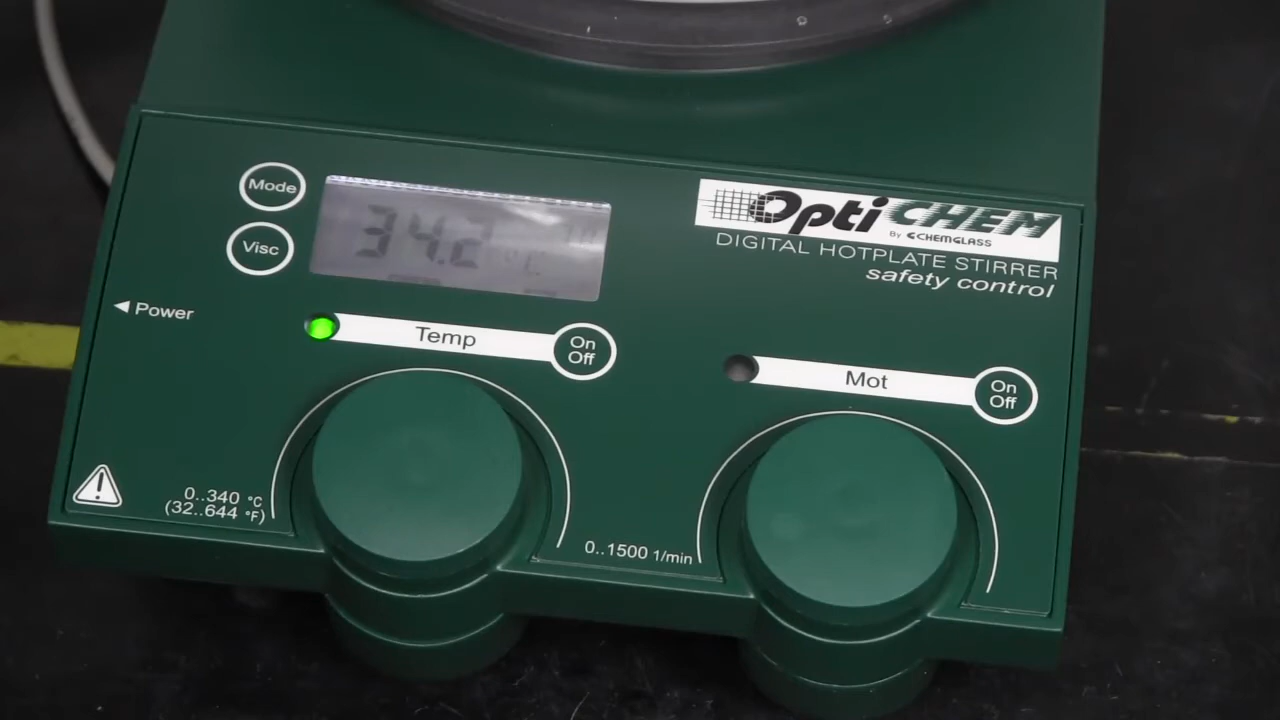 Mode
Visc
34.2 °C
OptiCHEM
By CHEMGLASS
DIGITAL HOTPLATE STIRRER
safety control
Power
Temp
On
Off
Mot
On
Off
0..340 °C
(32..644 °F)
0..1500 1/min